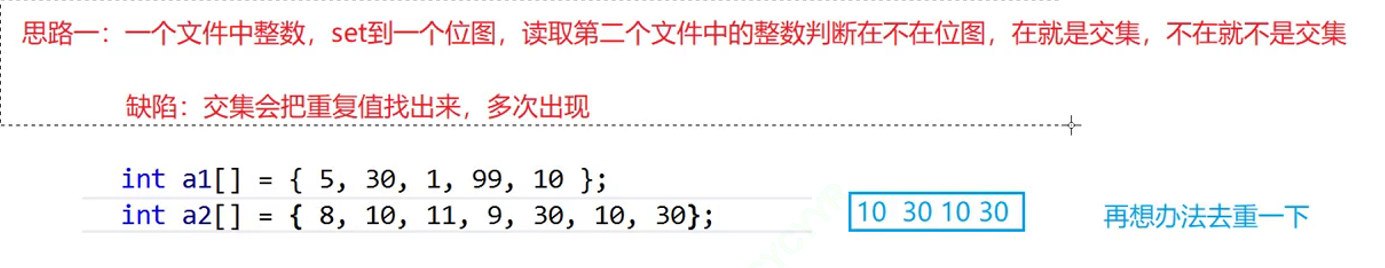 思路一：一个文件中整数，set到一个位图，读取第二个文件中的整数判断在不在位图，在就是交集，不在就不是交集
缺陷：交集会把重复值找出来，多次出现
int a1[] = { 5, 30, 1, 99, 10 };
int a2[] = { 8, 10, 11, 9, 30, 10, 30};
10 30 10 30
再想办法去重一下